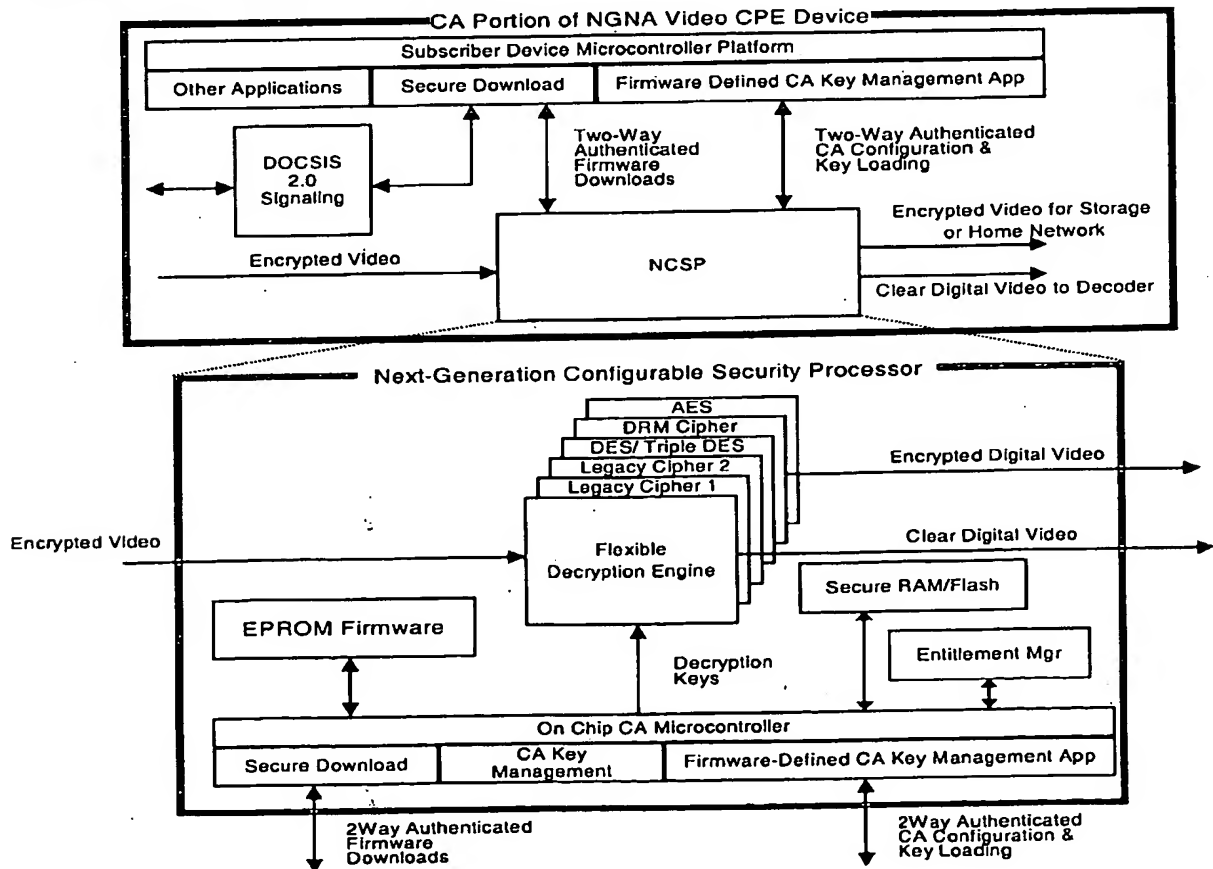 CA Portion of NGNA Video CPE Device
Subscriber Device Microcontroller Platform
Other Applications
Secure Download
Firmware Defined CA Key Management App
DOCSIS
2.0
Signaling
Two-Way
Authenticated
Firmware
Downloads
Two-Way Authenticated
CA Configuration &
Key Loading
Encrypted Video
NCSP
Encrypted Video for Storage
or Home Network
Clear Digital Video to Decoder
Next-Generation Configurable Security Processor
AES
DRM Cipher
DES/ Triple DES
Legacy Cipher 2
Legacy Cipher 1
Flexible
Decryption Engine
Encrypted Digital Video
Encrypted Video
Clear Digital Video
Secure RAM/Flash
EPROM Firmware
Entitlement Mgr
Decryption
Keys
On Chip CA Microcontroller
Secure Download
CA Key
Management
Firmware-Defined CA Key Management App
2Way Authenticated
Firmware
Downloads
2Way Authenticated
CA Configuration &
Key Loading